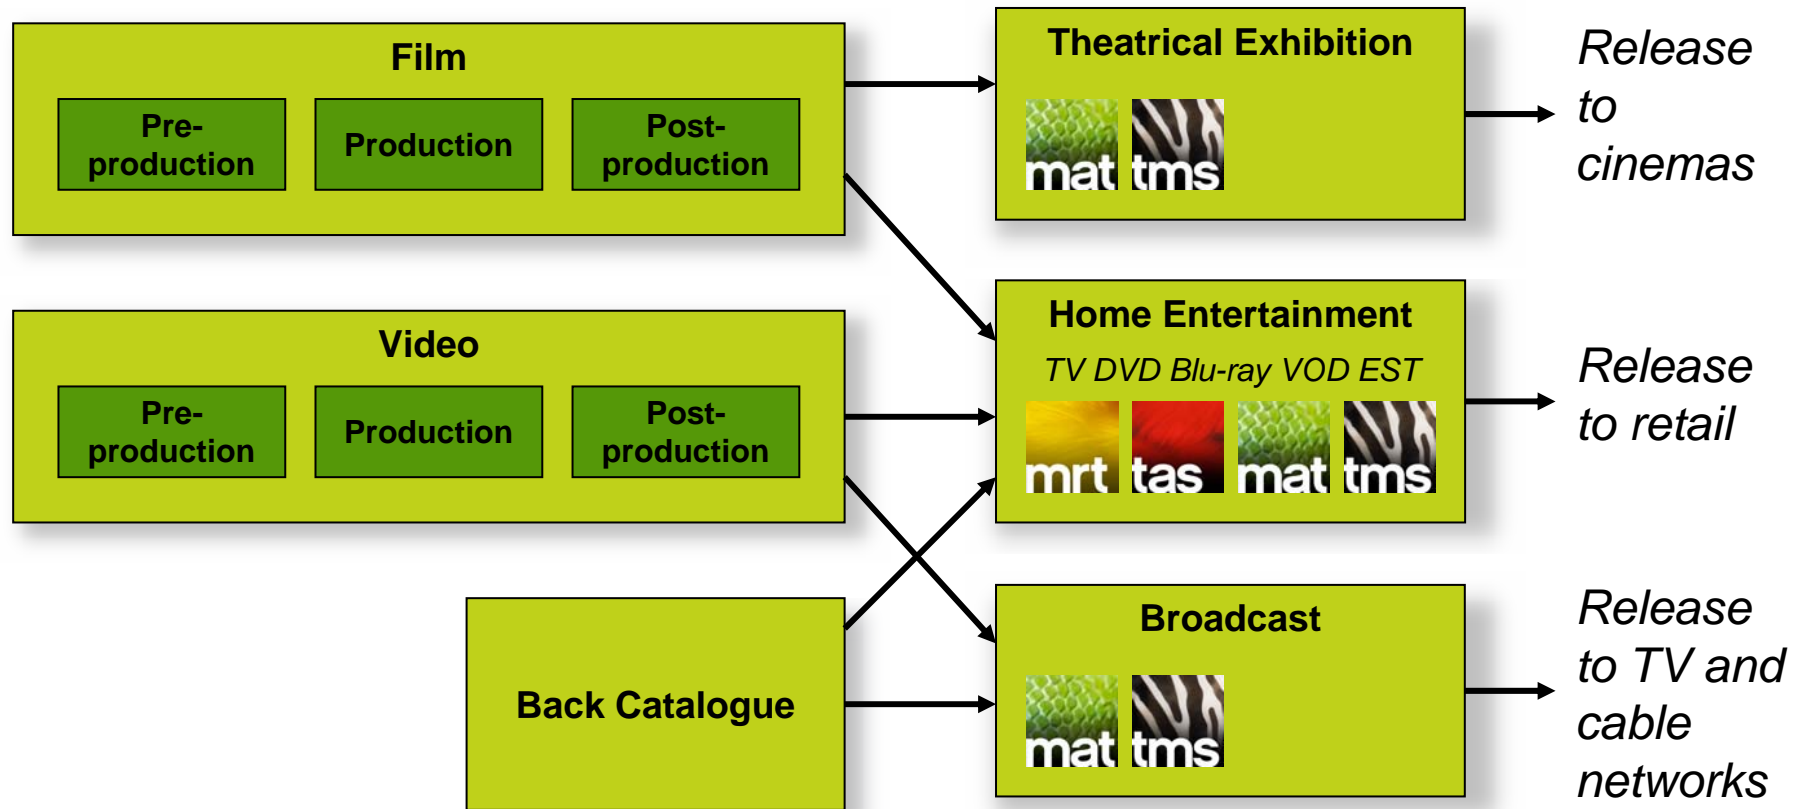 Film
Pre-
production
Production
Post-
production
Theatrical Exhibition
mat
tms
Release
to
cinemas
Video
Pre-
production
Production
Post-
production
Home Entertainment
TV DVD Blu-ray VOD EST
mrt
tas
mat
tms
Release
to retail
Back Catalogue
Broadcast
mat
tms
Release
to TV and
cable
networks